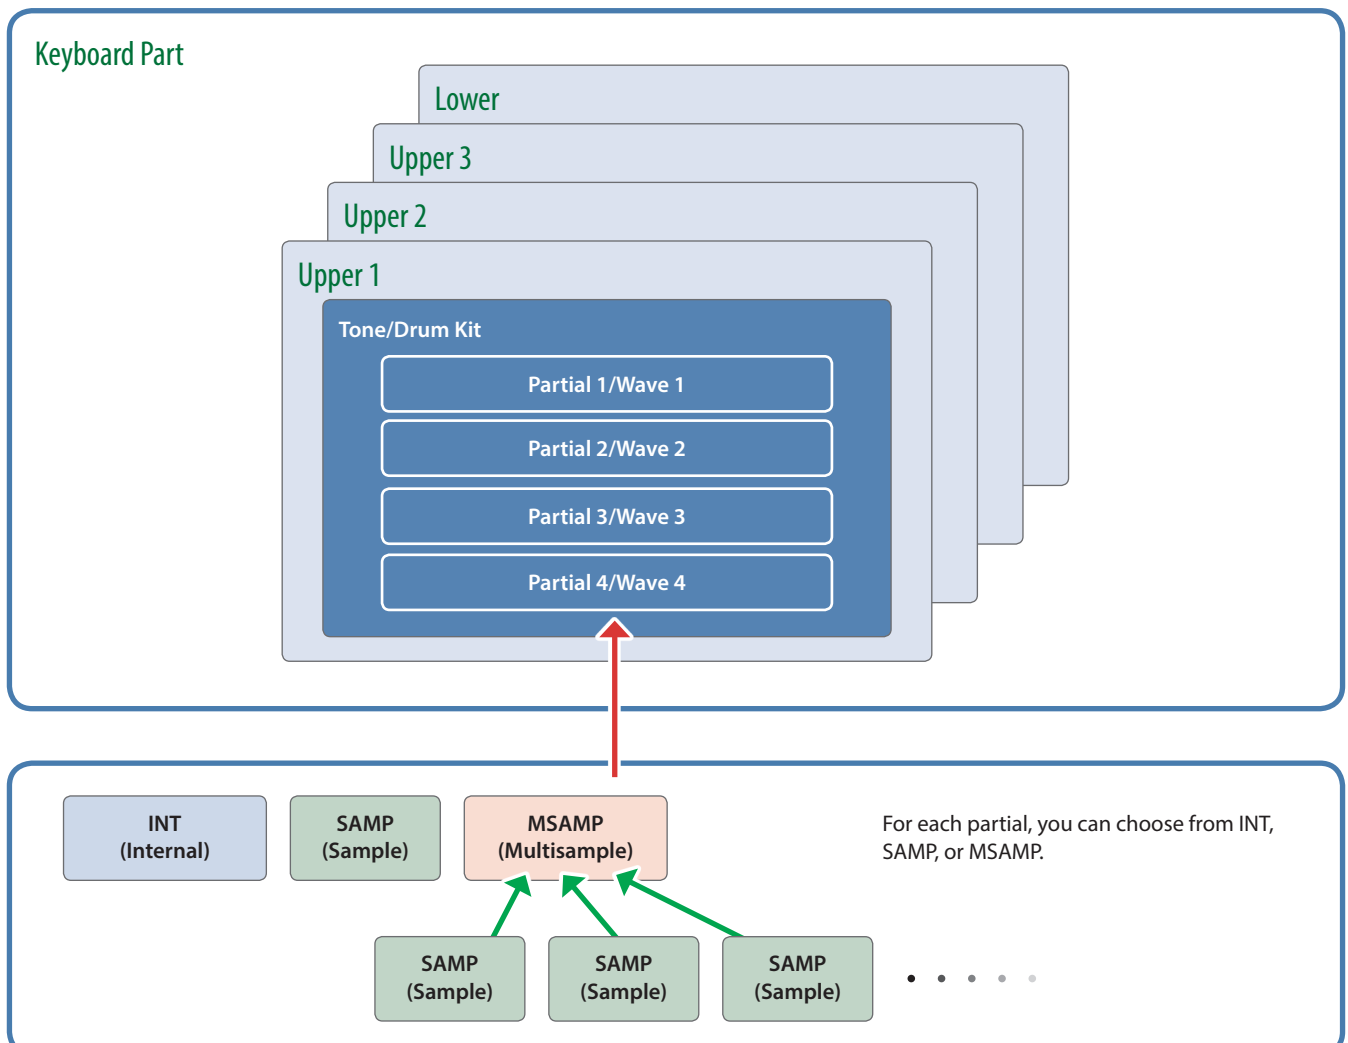 Keyboard Part
Lower
Upper 3
Upper 2
Upper 1
Tone/Drum Kit
Partial 1/Wave 1
Partial 2/Wave 2
Partial 3/Wave 3
Partial 4/Wave 4
INT
(Internal)
SAMP
(Sample)
MSAMP
(Multisample)
For each partial, you can choose from INT,
SAMP, or MSAMP.
SAMP
(Sample)
SAMP
(Sample)
SAMP
(Sample)